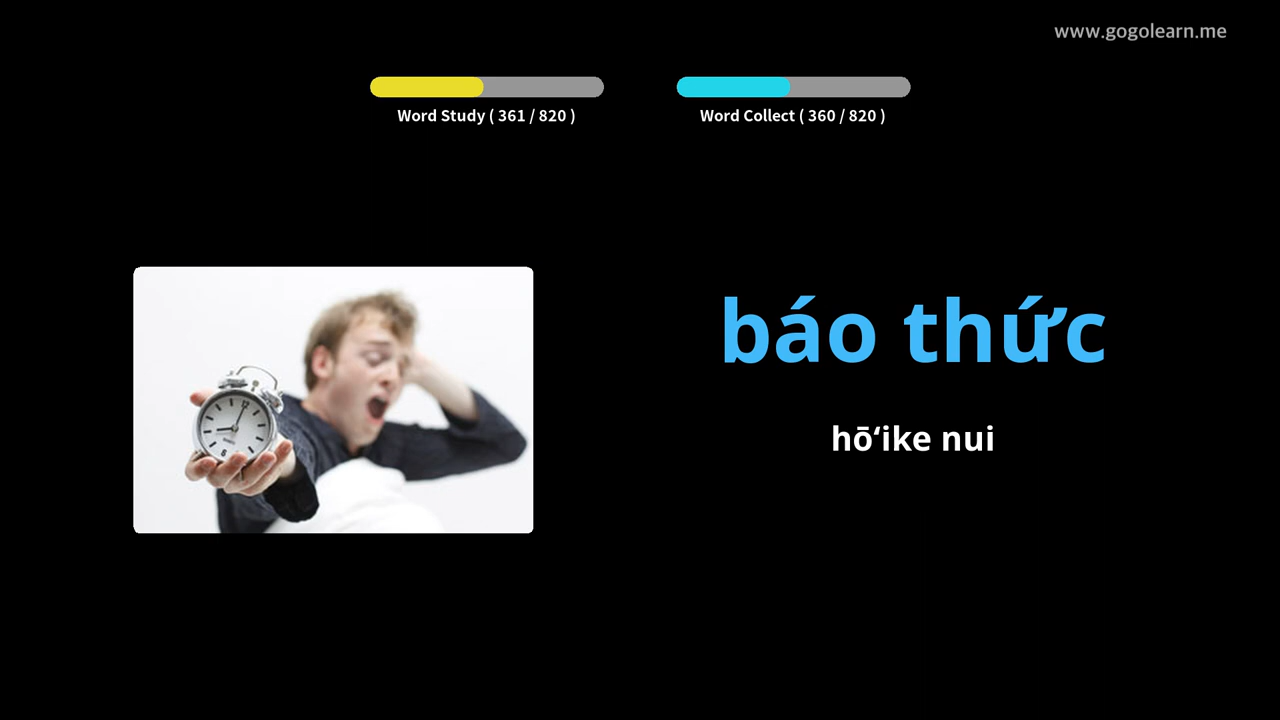 www.gogolearn.me
Word Study ( 361 / 820 )
Word Collect ( 360 / 820 )
báo thức
hōʻike nui